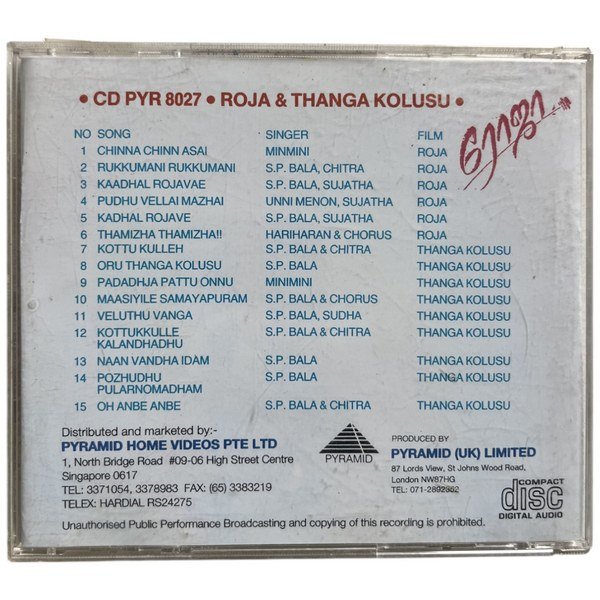 • CD PYR 8027 • ROJA & THANGA KOLUSU •
ரோஜா
NO SONG SINGER FILM
1 CHINNA CHINN ASAI MINMINI ROJA
2 RUKKUMANI RUKKUMANI S.P. BALA, CHITRA ROJA
3 KAADHAL ROJAVAE S.P. BALA, SUJATHA ROJA
4 PUDHU VELLAI MAZHAI UNNI MENON, SUJATHA ROJA
5 KADHAL ROJAVE S.P. BALA, SUJATHA ROJA
6 THAMIZHA THAMIZHA!! HARIHARAN & CHORUS ROJA
7 KOTTU KULLEH S.P. BALA & CHITRA THANGA KOLUSU
8 ORU THANGA KOLUSU S.P. BALA THANGA KOLUSU
9 PADADHJA PATTU ONNU MINIMINI THANGA KOLUSU
10 MAASIYILE SAMAYAPURAM S.P. BALA & CHORUS THANGA KOLUSU
11 VELUTHU VANGA S.P. BALA, SUDHA THANGA KOLUSU
12 KOTTUKKULLE S.P. BALA & CHITRA THANGA KOLUSU
KALANDHADHU
13 NAAN VANDHA IDAM S.P. BALA THANGA KOLUSU
14 POZHUDHU S.P. BALA THANGA KOLUSU
PULARNOMADHAM
15 OH ANBE ANBE S.P. BALA & CHITRA THANGA KOLUSU
Distributed and marketed by:-
PYRAMID HOME VIDEOS PTE LTD
1, North Bridge Road #09-06 High Street Centre
Singapore 0617
TEL: 3371054, 3378983 FAX: (65) 3383219
TELEX: HARDIAL RS24275
PYRAMID
PRODUCED BY
PYRAMID (UK) LIMITED
87 Lords View, St Johns Wood Road,
London NW87HG
TEL: 071-2892852
COMPACT
disc
DIGITAL AUDIO
Unauthorised Public Performance Broadcasting and copying of this recording is prohibited.